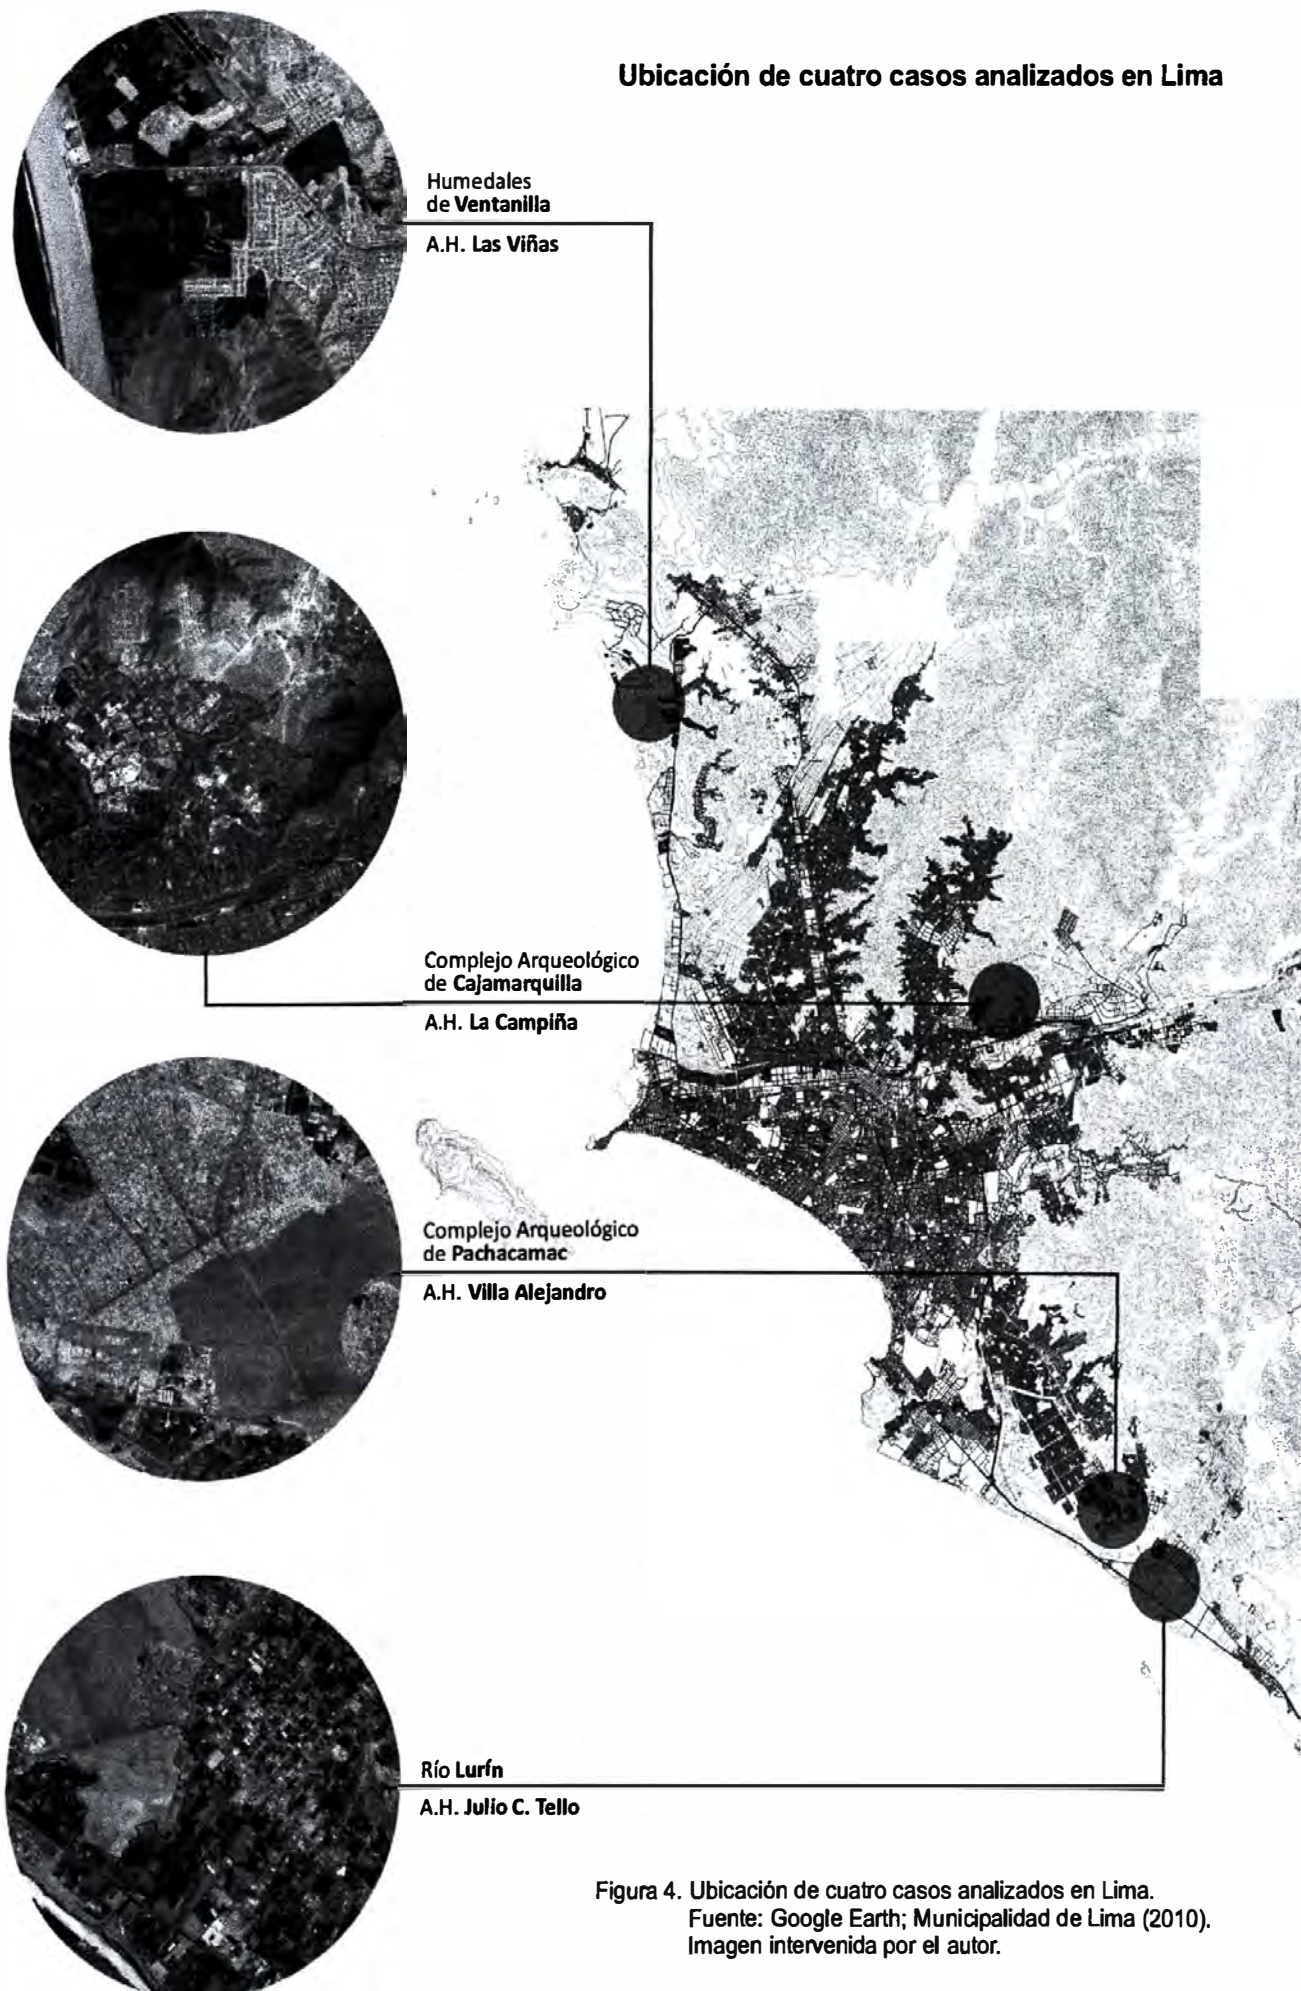 Ubicación de cuatro casos analizados en Lima
Humedales
de Ventanilla
A.H. Las Viñas
Complejo Arqueológico
de Cajamarquilla
A.H. La Campiña
Complejo Arqueológico
de Pachacamac
A.H. Villa Alejandro
Río Lurín
A.H. Julio C. Tello
Figura 4. Ubicación de cuatro casos analizados en Lima.
Fuente: Google Earth; Municipalidad de Lima (2010).
Imagen intervenida por el autor.